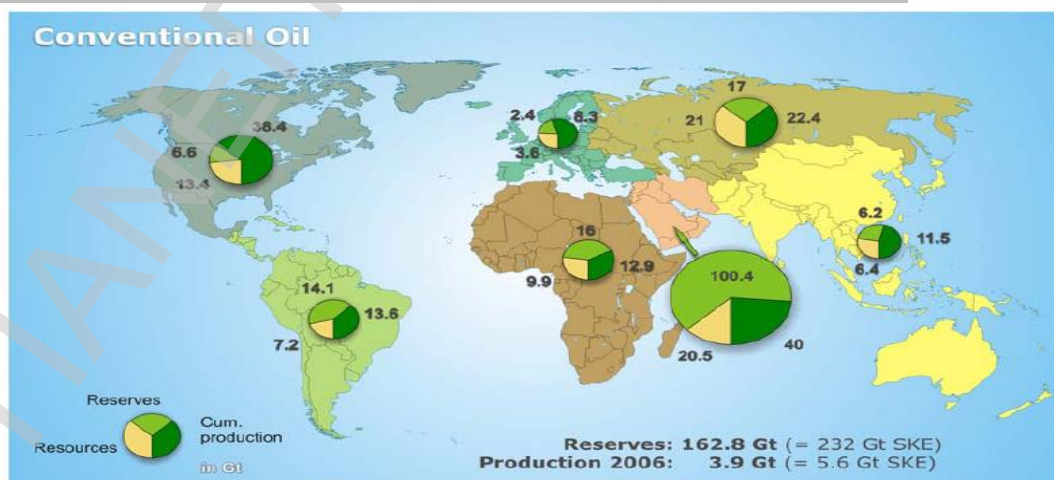 Conventional Oil
38.4
6.6
13.4
2.4
8.3
3.6
17
21
22.4
6.2
11.5
6.4
16
12.9
9.9
100.4
20.5
40
14.1
13.6
7.2
Reserves
Cum.
production
Resources
in Gt
Reserves: 162.8 Gt (= 232 Gt SKE)
Production 2006: 3.9 Gt (= 5.6 Gt SKE)